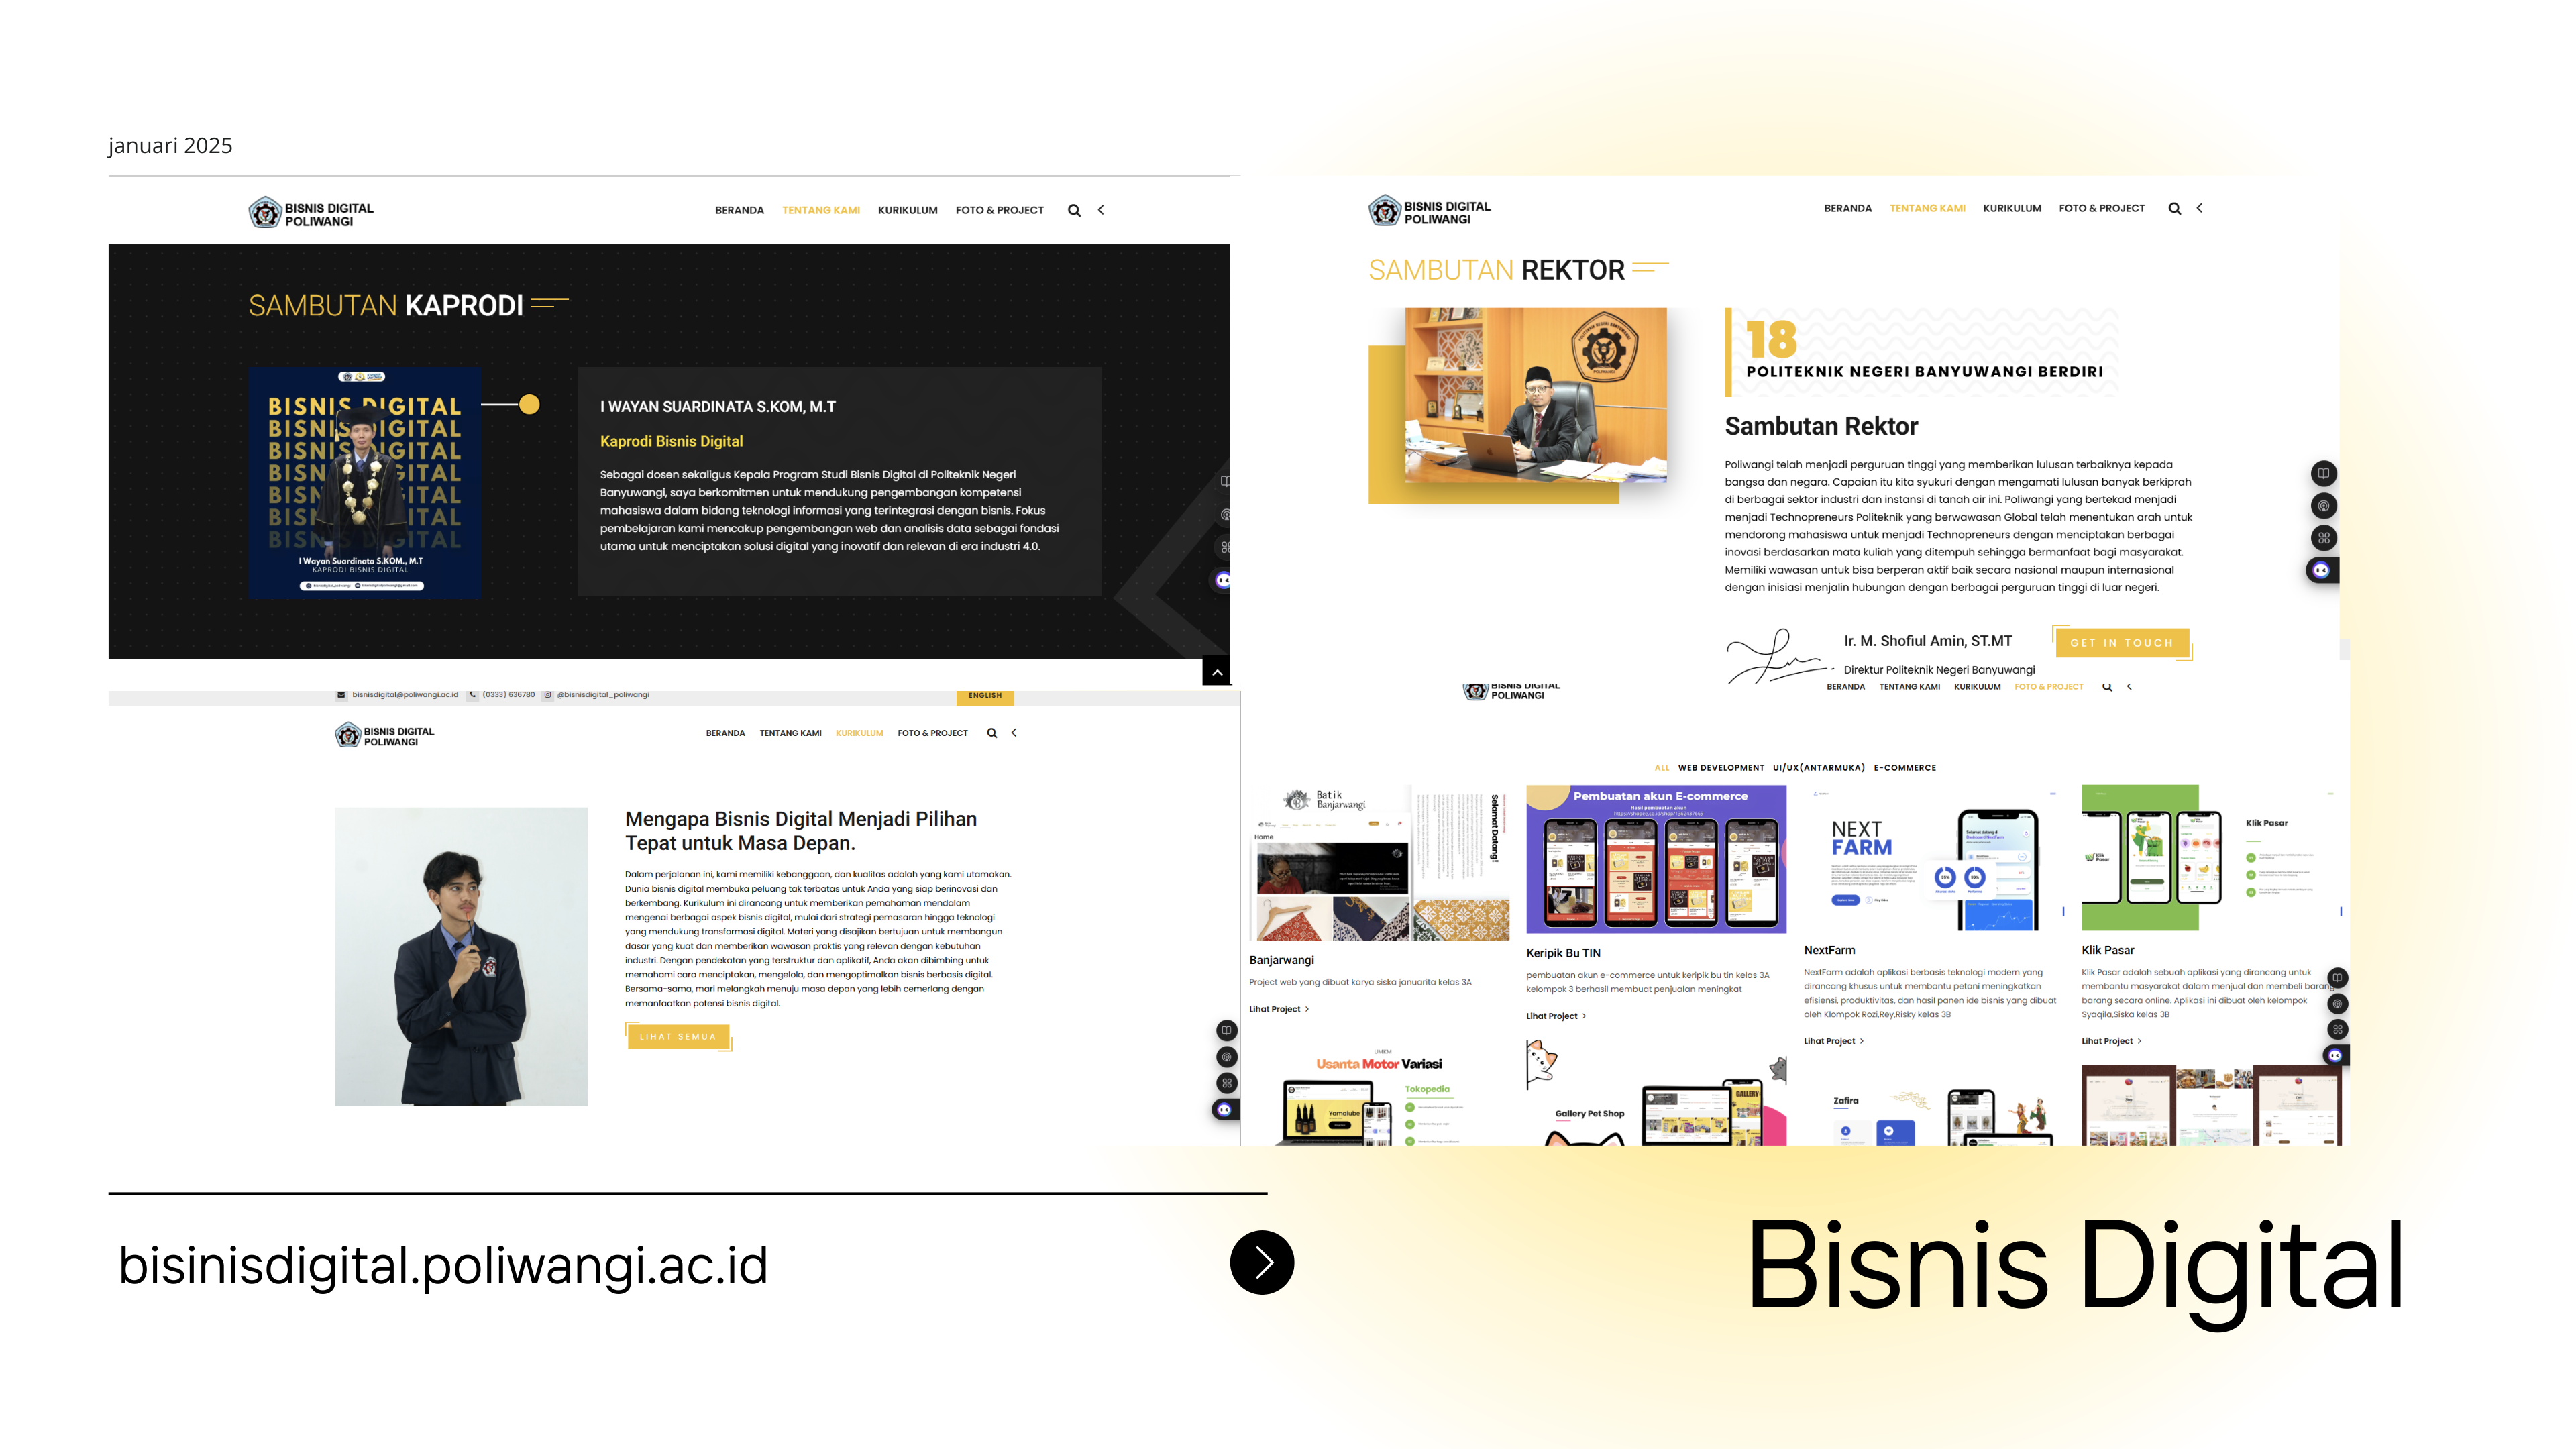 januari 2025
BISNIS DIGITAL
POLIWANGI
BERANDA TENTANG KAMI KURIKULUM FOTO & PROJECT
SAMBUTAN KAPRODI
BISNIS DIGITAL
I Wayan Suardinata S.KOM., M.T
KAPRODI BISNIS DIGITAL
I WAYAN SUARDINATA S.KOM, M.T
Kaprodi Bisnis Digital
Sebagai dosen sekaligus Kepala Program Studi Bisnis Digital di Politeknik Negeri
Banyuwangi, saya berkomitmen untuk mendukung pengembangan kompetensi
mahasiswa dalam bidang teknologi informasi yang terintegrasi dengan bisnis. Fokus
pembelajaran kami mencakup pengembangan web dan analisis data sebagai fondasi
utama untuk menciptakan solusi digital yang inovatif dan relevan di era industri 4.0.
BISNIS DIGITAL
POLIWANGI
BERANDA TENTANG KAMI KURIKULUM FOTO & PROJECT
SAMBUTAN REKTOR
18
POLITEKNIK NEGERI BANYUWANGI BERDIRI
Sambutan Rektor
Poliwangi telah menjadi perguruan tinggi yang memberikan lulusan terbaiknya kepada
bangsa dan negara. Capaian itu kita syukuri dengan mengamati lulusan banyak berkiprah
di berbagai sektor industri dan instansi di tanah air ini. Poliwangi yang bertekad menjadi
menjadi Technopreneurs Politeknik yang berwawasan Global telah menentukan arah untuk
mendorong mahasiswa untuk menjadi Technopreneurs dengan menciptakan berbagai
inovasi berdasarkan mata kuliah yang ditempuh sehingga bermanfaat bagi masyarakat.
Memiliki wawasan untuk bisa berperan aktif baik secara nasional maupun internasional
dengan inisiasi menjalin hubungan dengan berbagai perguruan tinggi di luar negeri.
Ir. M. Shofiul Amin, ST.MT
Direktur Politeknik Negeri Banyuwangi
GET IN TOUCH
bisnisdigital@poliwangi.ac.id (0333) 636780 @bisnisdigital_poliwangi
ENGLISH
BISNIS DIGITAL
POLIWANGI
BERANDA TENTANG KAMI KURIKULUM FOTO & PROJECT
Mengapa Bisnis Digital Menjadi Pilihan
Tepat untuk Masa Depan.
Dalam perjalanan ini, kami memiliki kebanggaan, dan kualitas adalah yang kami utamakan.
Dunia bisnis digital membuka peluang tak terbatas untuk Anda yang siap berinovasi dan
berkembang. Kurikulum ini dirancang untuk memberikan pemahaman mendalam
mengenai berbagai aspek bisnis digital, mulai dari strategi pemasaran hingga teknologi
yang mendukung transformasi digital. Materi yang disajikan bertujuan untuk membangun
dasar yang kuat dan memberikan wawasan praktis yang relevan dengan kebutuhan
industri. Dengan pendekatan yang terstruktur dan aplikatif, Anda akan dibimbing untuk
memahami cara menciptakan, mengelola, dan mengoptimalkan bisnis berbasis digital.
Bersama-sama, mari melangkah menuju masa depan yang lebih cemerlang dengan
memanfaatkan potensi bisnis digital.
LIHAT SEMUA
BISNIS DIGITAL
POLIWANGI
BERANDA TENTANG KAMI KURIKULUM FOTO & PROJECT
ALL WEB DEVELOPMENT UI/UX(ANTARMUKA) E-COMMERCE
Batik
Banjarwangi
Home
Selamat Datang!
Banjarwangi
Project web yang dibuat karya siska januarita kelas 3A
Lihat Project
Pembuatan akun E-commerce
Hasil pembuatan akun
Keripik Bu TIN
pembuatan akun e-commerce untuk keripik bu tin kelas 3A
kelompok 3 berhasil membuat penjualan meningkat
Lihat Project
NEXT
FARM
NextFarm
NextFarm adalah aplikasi berbasis teknologi modern yang
dirancang khusus untuk membantu petani meningkatkan
efisiensi, produktivitas, dan hasil panen ide bisnis yang dibuat
oleh Klompok Rozi,Rey,Risky kelas 3B
Lihat Project
Klik Pasar
Klik Pasar
Klik Pasar adalah sebuah aplikasi yang dirancang untuk
membantu masyarakat dalam menjual dan membeli barang
barang secara online. Aplikasi ini dibuat oleh kelompok
Syaqila,Siska kelas 3B
Lihat Project
UMKM
Usanta Motor Variasi
Tokopedia
Yamalube
Gallery Pet Shop
GALLERY
Zafira
bisinisdigital.poliwangi.ac.id
Bisnis Digital